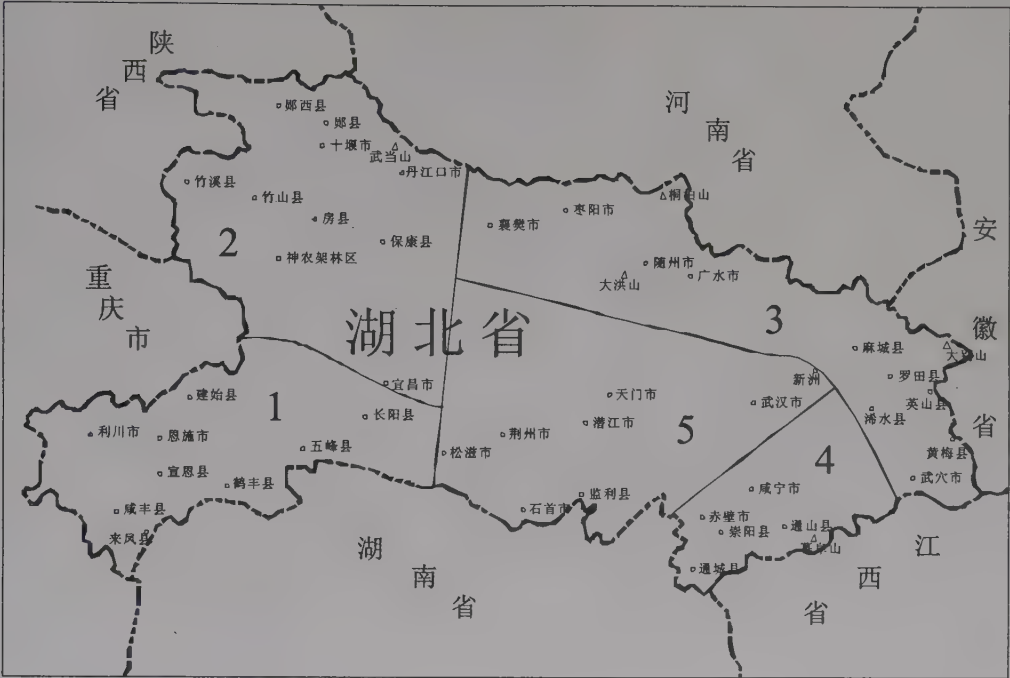 陕西省
河南省
郧西县
郧县
十堰市
武当山
丹江口市
竹溪县
竹山县
房县
保康县
神农架林区
桐柏山
枣阳市
襄樊市
随州市
广水市
大洪山
安徽省
2
重庆市
湖北省
3
麻城县
罗田县
英山县
新洲
浠水县
黄梅县
武穴市
宜昌市
建始县
1
长阳县
利川市
恩施市
五峰县
宣恩县
鹤丰县
咸丰县
来凤县
天门市
武汉市
潜江市
荆州市
5
松滋市
监利县
石首市
4
咸宁市
赤壁市
崇阳县
通山县
通城县
湖南省
江西省